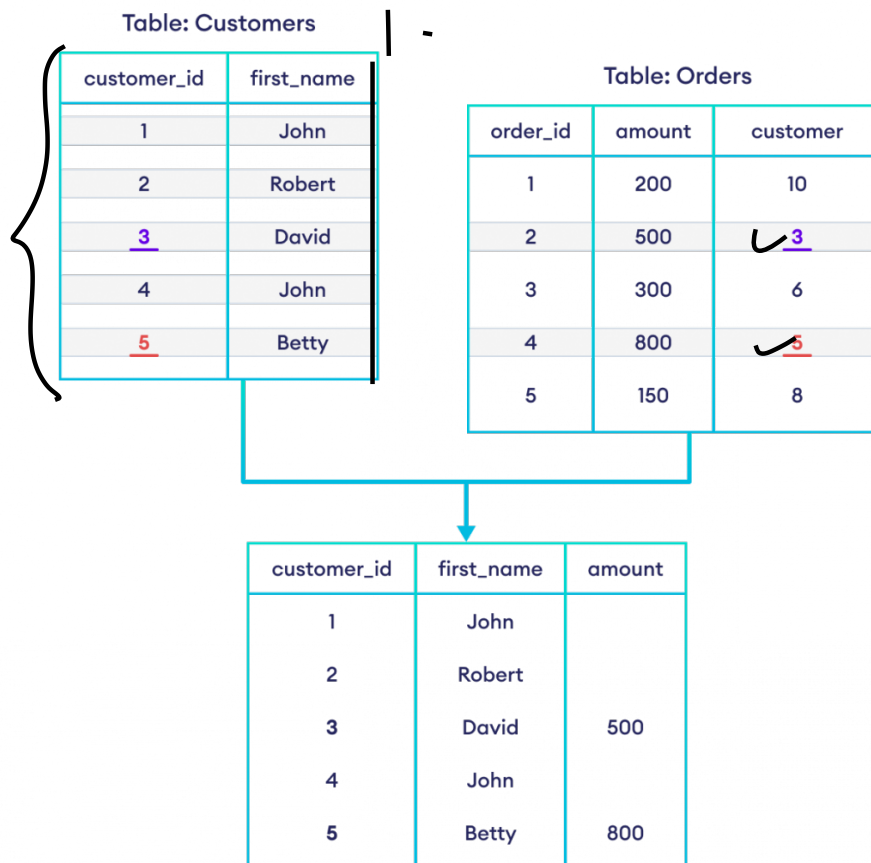 Table: Customers
customer_id first_name
1 John
2 Robert
3 David
4 John
5 Betty
Table: Orders
order_id amount customer
1 200 10
2 500 3
3 300 6
4 800 5
5 150 8
customer_id first_name amount
1 John
2 Robert
3 David 500
4 John
5 Betty 800